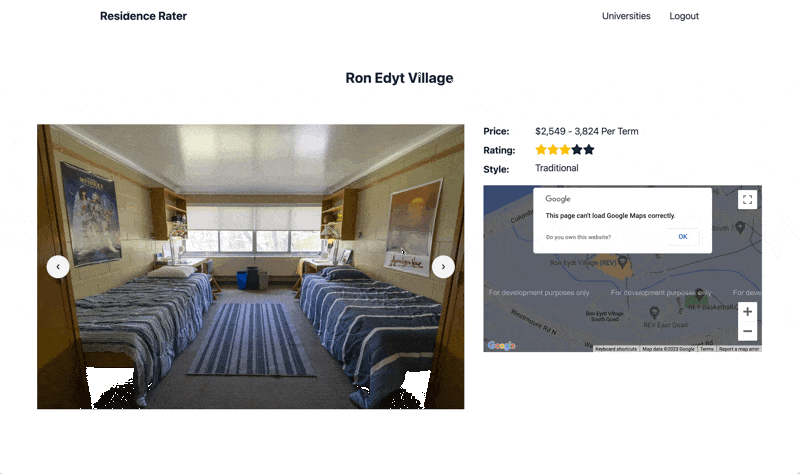 Residence Rater
Universities
Logout
Ron Edyt Village
Price:
$2,549 - 3,824 Per Term
Rating:
Style:
Traditional
Google
This page can't load Google Maps correctly.
Do you own this website?
OK
Ron Eydt Village (REV)
For development purposes only
For development purposes only
For deve
REV Basketball C
Ron Eydt Village
South Quad
REV East Quad
Westmount Rd N
Google
Keyboard shortcuts
Map data ©2023 Google
Terms
Report a map error